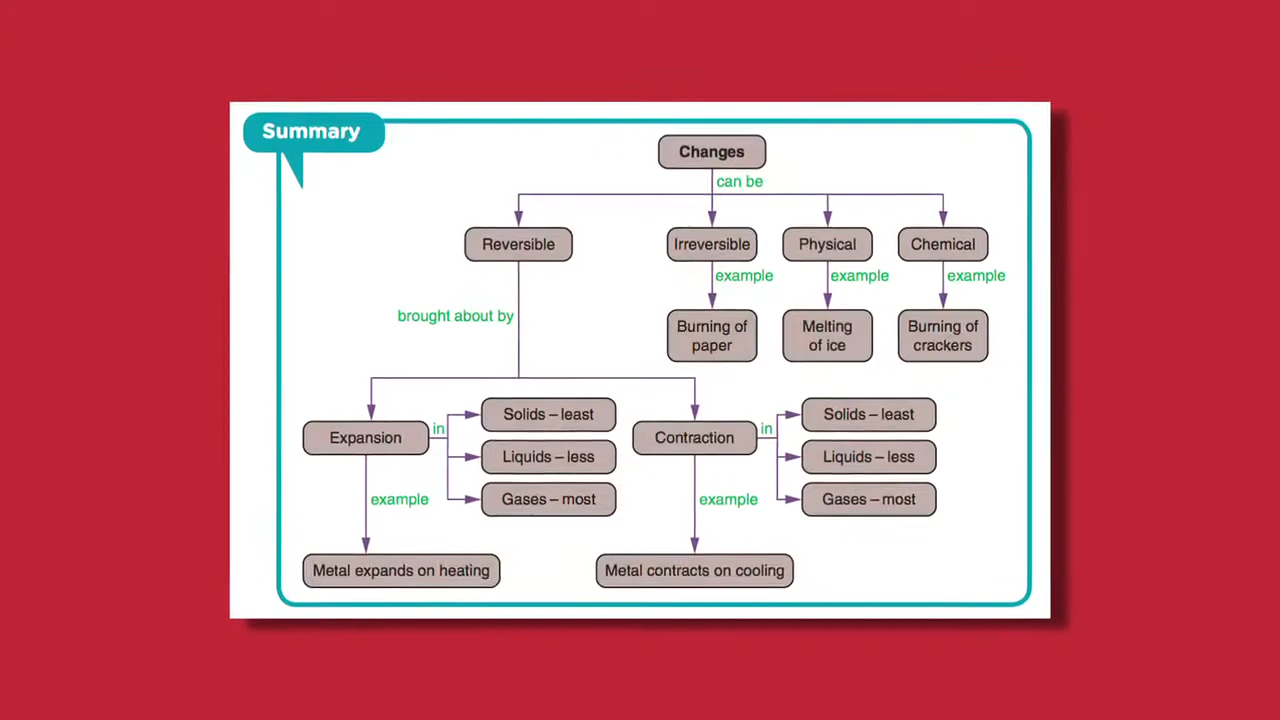 Summary
Changes
can be
Reversible
Irreversible
Physical
Chemical
example
example
example
brought about by
Burning of
paper
Melting
of ice
Burning of
crackers
Expansion
in
Solids – least
Liquids – less
Gases – most
Contraction
in
Solids – least
Liquids – less
Gases – most
example
example
Metal expands on heating
Metal contracts on cooling